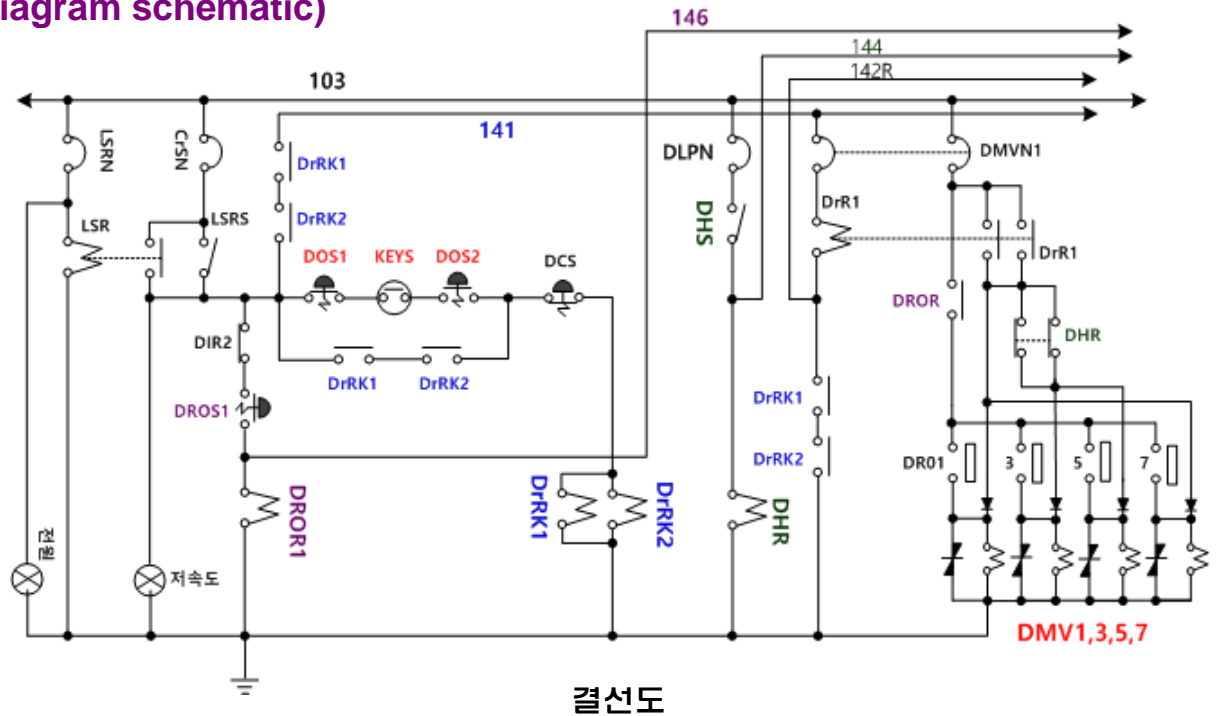 iagram schematic)
146
144
142R
103
141
LSRN
CrSN
DrRK1
DLPN
DMVN1
DrRK2
DHS
DrR1
LSR
LSRS
DOS1
KEYS
DOS2
DCS
DrR1
DROR
DIR2
DHR
DrRK1
DrRK2
DROS1
DrRK1
DrRK2
DR01
3
5
7
DROR1
DrRK1
DrRK2
DHR
전원
저속도
DMV1,3,5,7
결선도